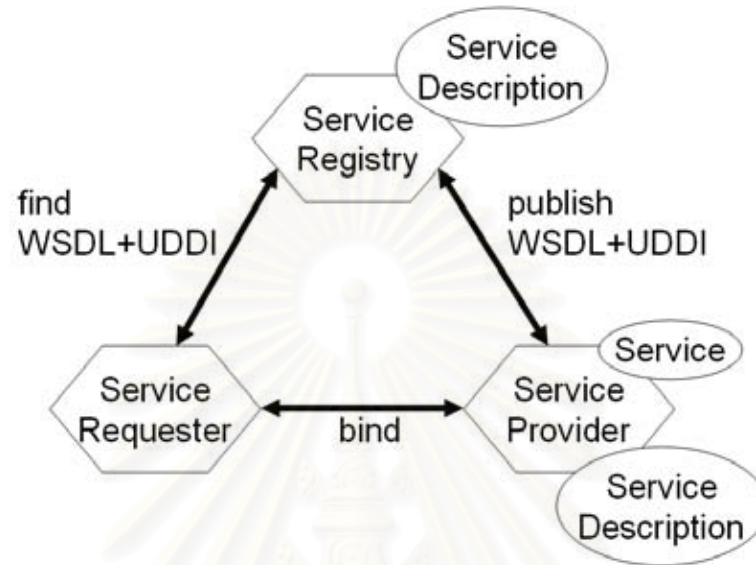 Service
Description
Service
Registry
find
WSDL+UDDI
publish
WSDL+UDDI
Service
Service
Requester
bind
Service
Provider
Service
Description